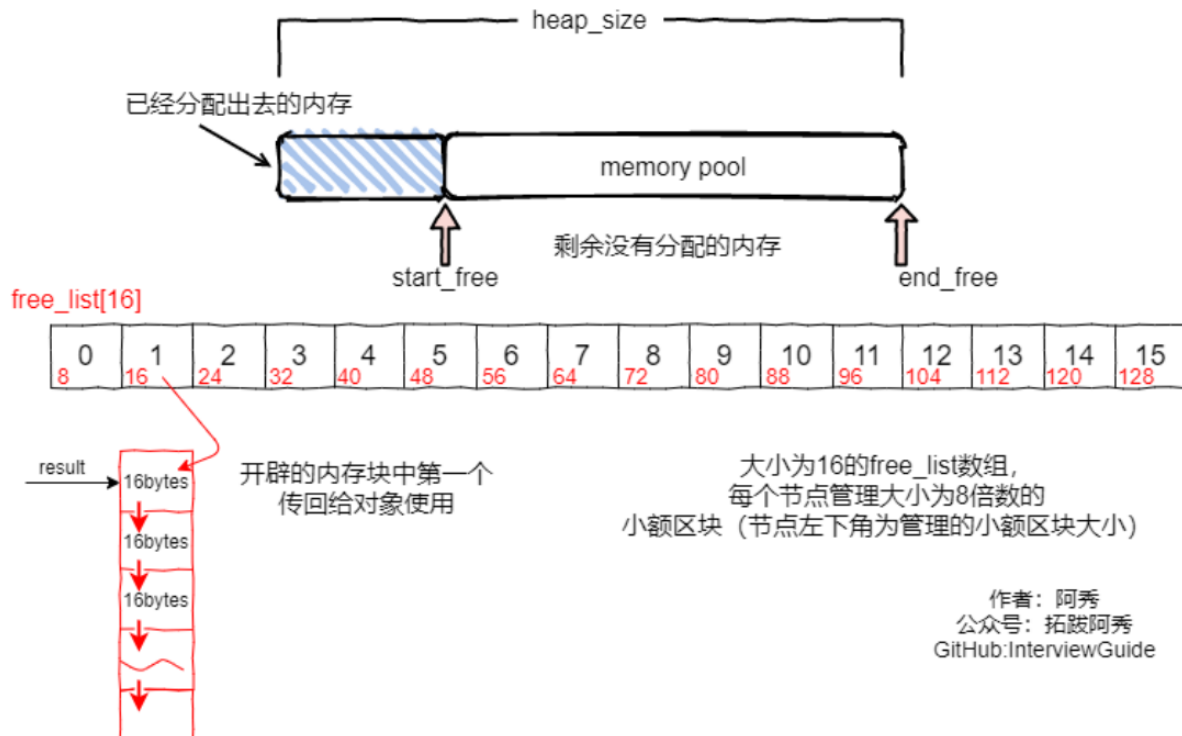 heap_size
已经分配出去的内存
memory pool
剩余没有分配的内存
start_free
end_free
free_list[16]
0 1 2 3 4 5 6 7 8 9 10 11 12 13 14 15
8 16 24 32 40 48 56 64 72 80 88 96 104 112 120 128
result
16bytes
16bytes
16bytes
开辟的内存块中第一个
传回给对象使用
大小为16的free_list数组，
每个节点管理大小为8倍数的
小额区块（节点左下角为管理的小额区块大小）
作者：阿秀
公众号：拓跋阿秀
GitHub:InterviewGuide